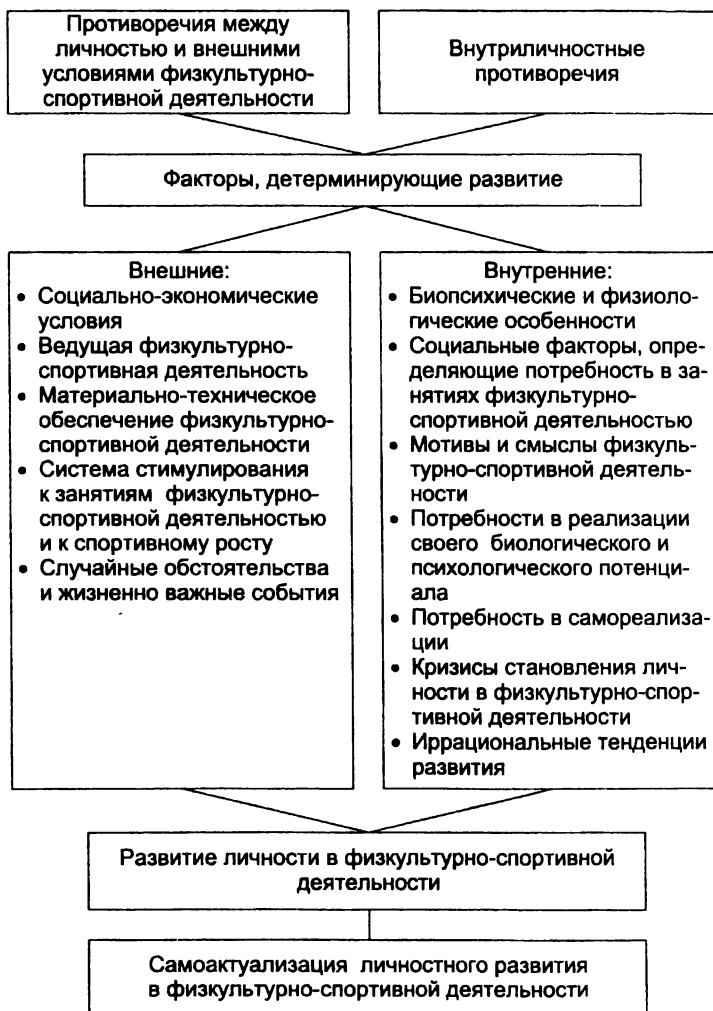 Противоречия между
личностью и внешними
условиями физкультурно-
спортивной деятельности
Внутриличностные
противоречия
Факторы, детерминирующие развитие
Внешние:
• Социально-экономические
условия
• Ведущая физкультурно-
спортивная деятельность
• Материально-техническое
обеспечение физкультурно-
спортивной деятельности
• Система стимулирования
к занятиям физкультурно-
спортивной деятельностью
и к спортивному росту
• Случайные обстоятельства
и жизненно важные события
Внутренние:
• Биопсихические и физиоло-
гические особенности
• Социальные факторы, опре-
деляющие потребность в за-
нятиях физкультурно-
спортивной деятельностью
• Мотивы и смыслы физкуль-
турно-спортивной деятель-
ности
• Потребности в реализации
своего биологического и
психологического потенци-
ала
• Потребность в самореализа-
ции
• Кризисы становления лич-
ности в физкультурно-спор-
тивной деятельности
• Иррациональные тенденции
развития
Развитие личности в физкультурно-спортивной
деятельности
Самоактуализация личностного развития
в физкультурно-спортивной деятельности